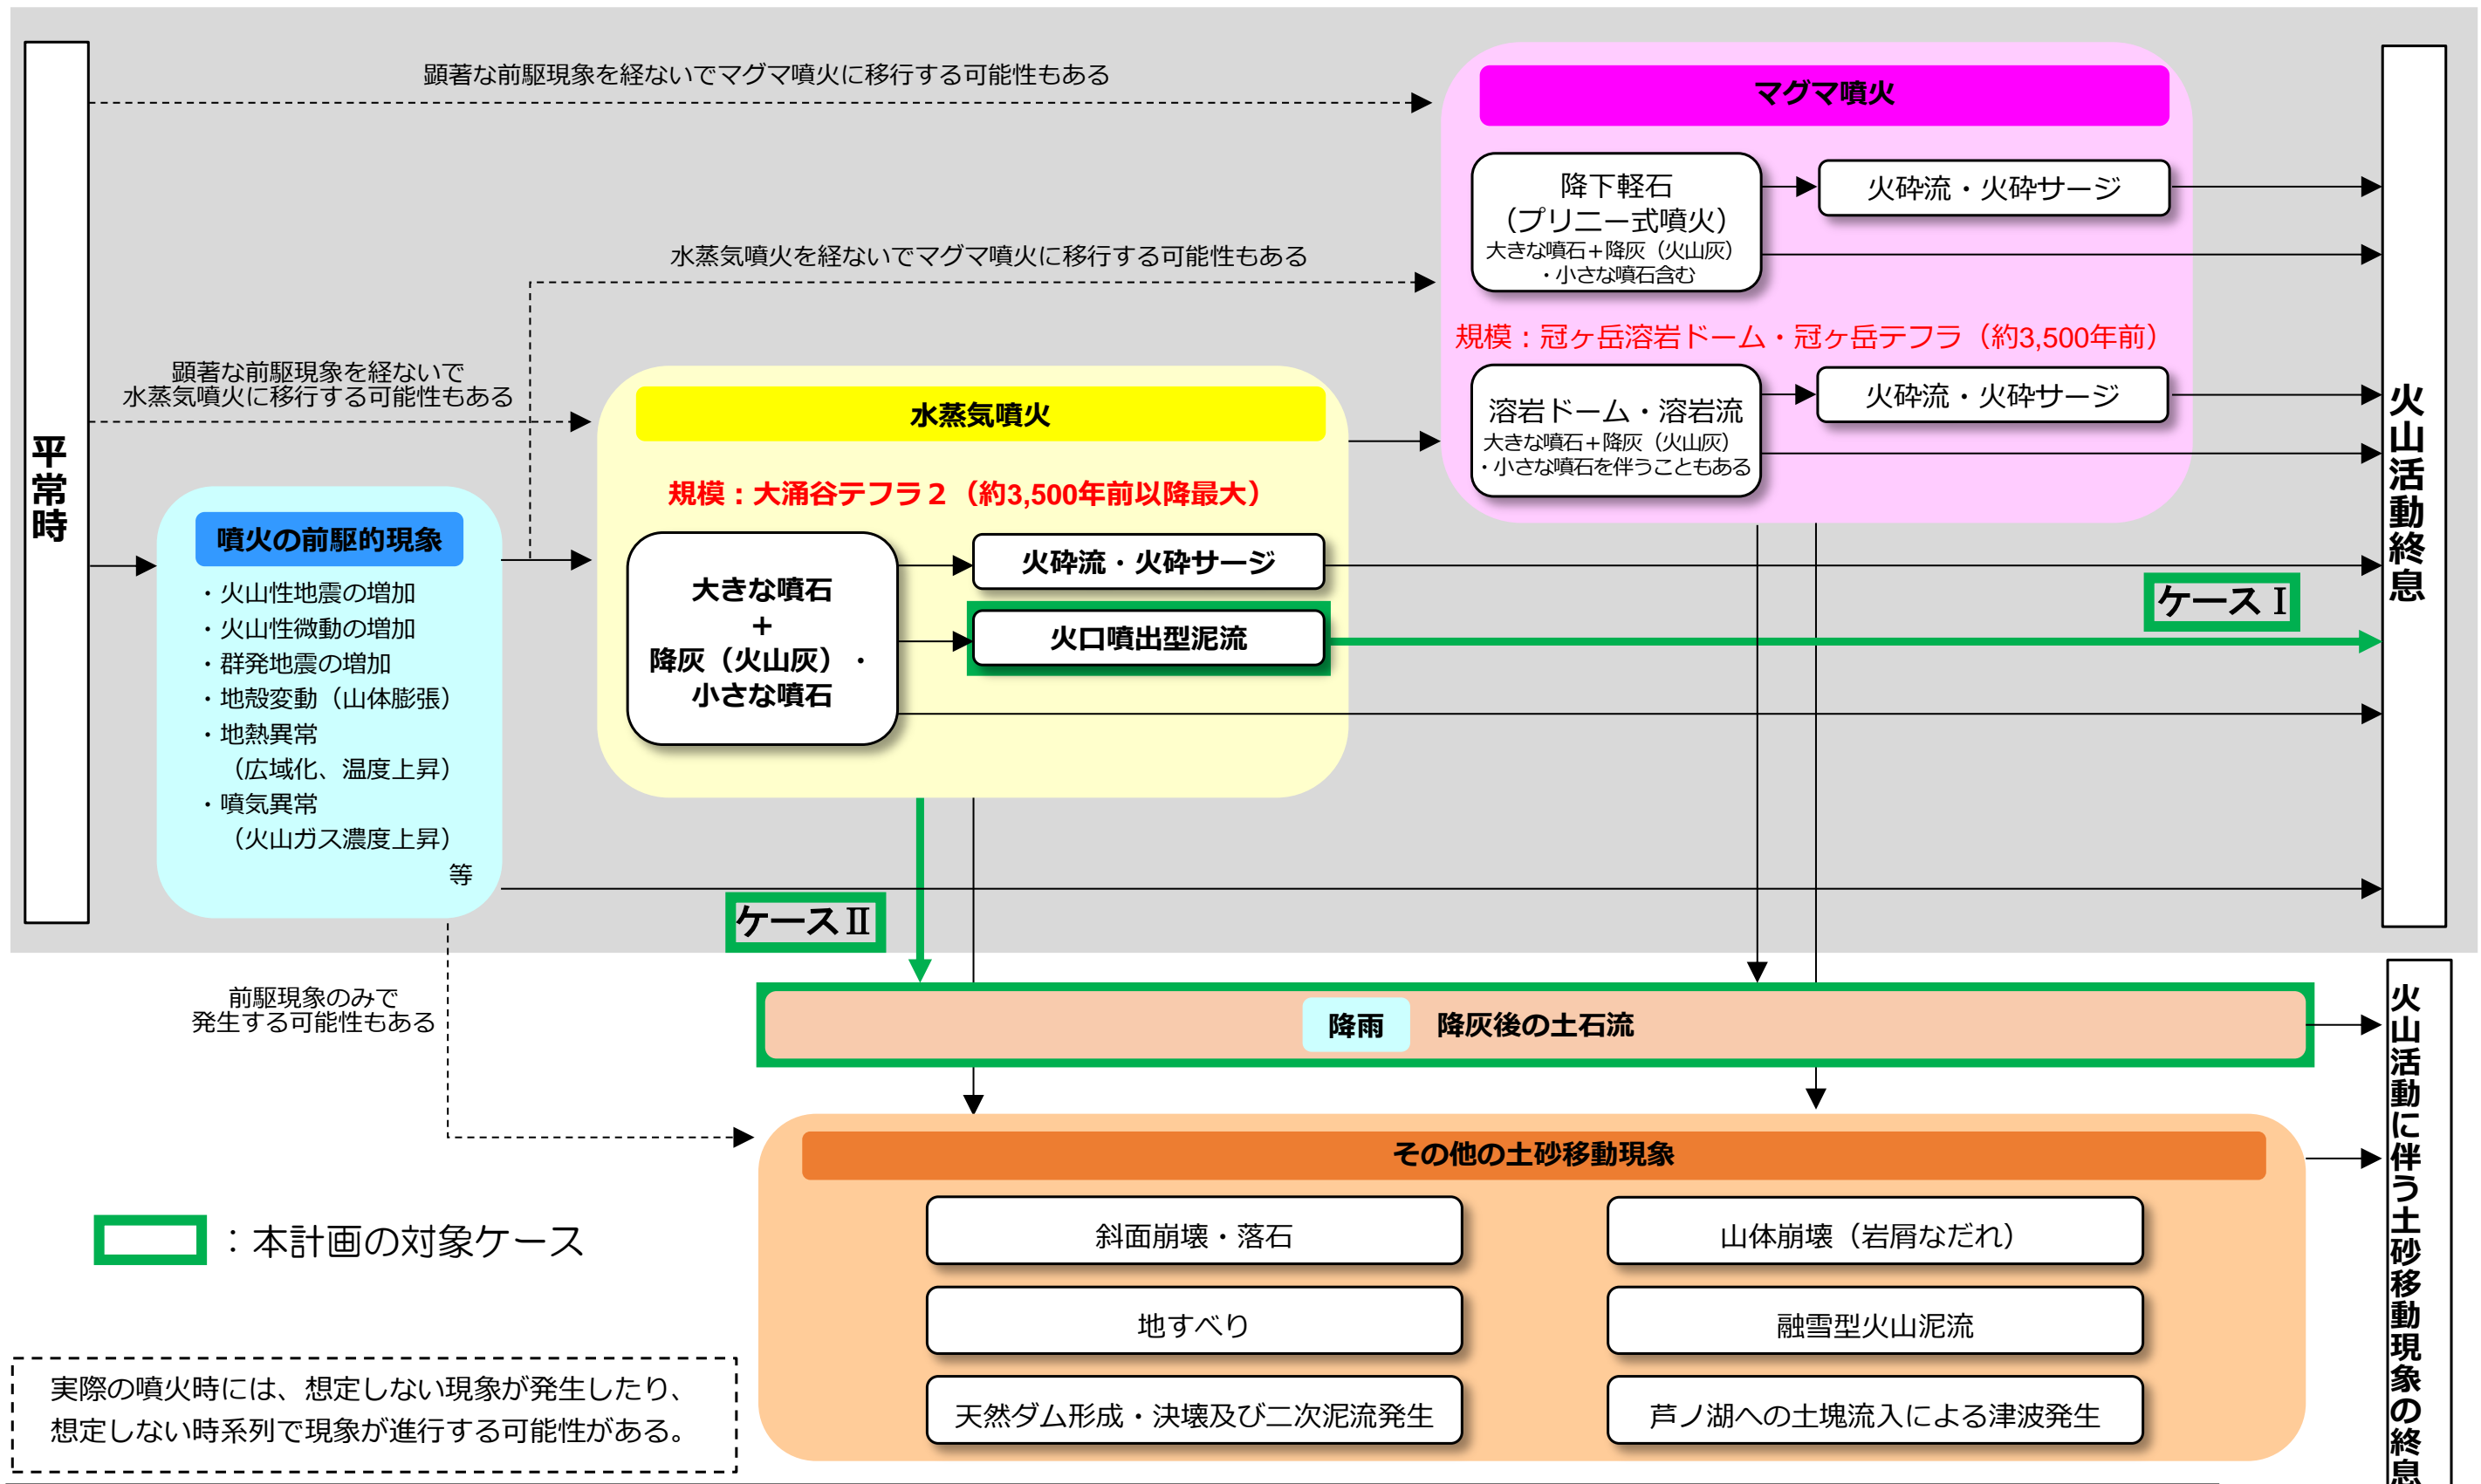 平常時
顕著な前駆現象を経ないでマグマ噴火に移行する可能性もある
水蒸気噴火を経ないでマグマ噴火に移行する可能性もある
顕著な前駆現象を経ないで
水蒸気噴火に移行する可能性もある
噴火の前駆的現象
・火山性地震の増加
・火山性微動の増加
・群発地震の増加
・地殻変動（山体膨張）
・地熱異常
（広域化、温度上昇）
・噴気異常
（火山ガス濃度上昇）
等
水蒸気噴火
規模：大涌谷テフラ２（約3,500年前以降最大）
大きな噴石
＋
降灰（火山灰）・
小さな噴石
火砕流・火砕サージ
火口噴出型泥流
マグマ噴火
降下軽石
（プリニー式噴火）
大きな噴石＋降灰（火山灰）
・小さな噴石含む
火砕流・火砕サージ
規模：冠ヶ岳溶岩ドーム・冠ヶ岳テフラ（約3,500年前）
溶岩ドーム・溶岩流
大きな噴石＋降灰（火山灰）
・小さな噴石を伴うこともある
火砕流・火砕サージ
ケースⅠ
火山活動終息
ケースⅡ
前駆現象のみで
発生する可能性もある
降雨
降灰後の土石流
その他の土砂移動現象
斜面崩壊・落石
山体崩壊（岩屑なだれ）
地すべり
融雪型火山泥流
天然ダム形成・決壊及び二次泥流発生
芦ノ湖への土塊流入による津波発生
火山活動に伴う土砂移動現象の終息
：本計画の対象ケース
実際の噴火時には、想定しない現象が発生したり、
想定しない時系列で現象が進行する可能性がある。